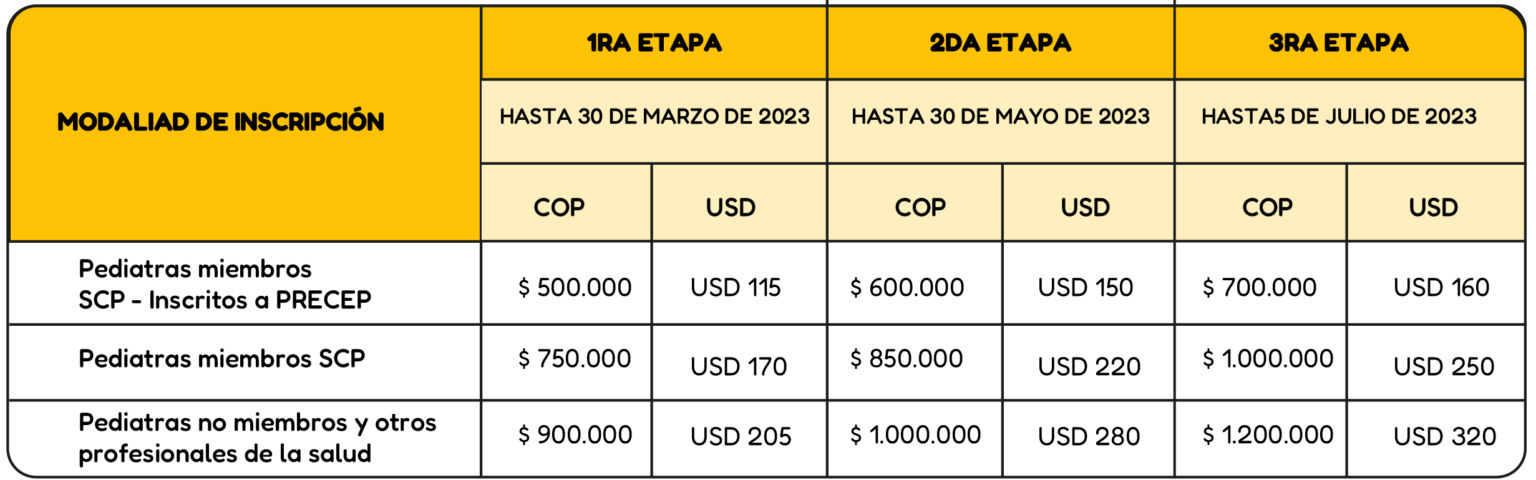 1RA ETAPA
2DA ETAPA
3RA ETAPA
MODALIAD DE INSCRIPCIÓN
HASTA 30 DE MARZO DE 2023
HASTA 30 DE MAYO DE 2023
HASTA5 DE JULIO DE 2023
COP
USD
COP
USD
COP
USD
Pediatras miembros
SCP - Inscritos a PRECEP
$ 500.000
USD 115
$ 600.000
USD 150
$ 700.000
USD 160
Pediatras miembros SCP
$ 750.000
USD 170
$ 850.000
USD 220
$ 1.000.000
USD 250
Pediatras no miembros y otros
profesionales de la salud
$ 900.000
USD 205
$ 1.000.000
USD 280
$ 1.200.000
USD 320